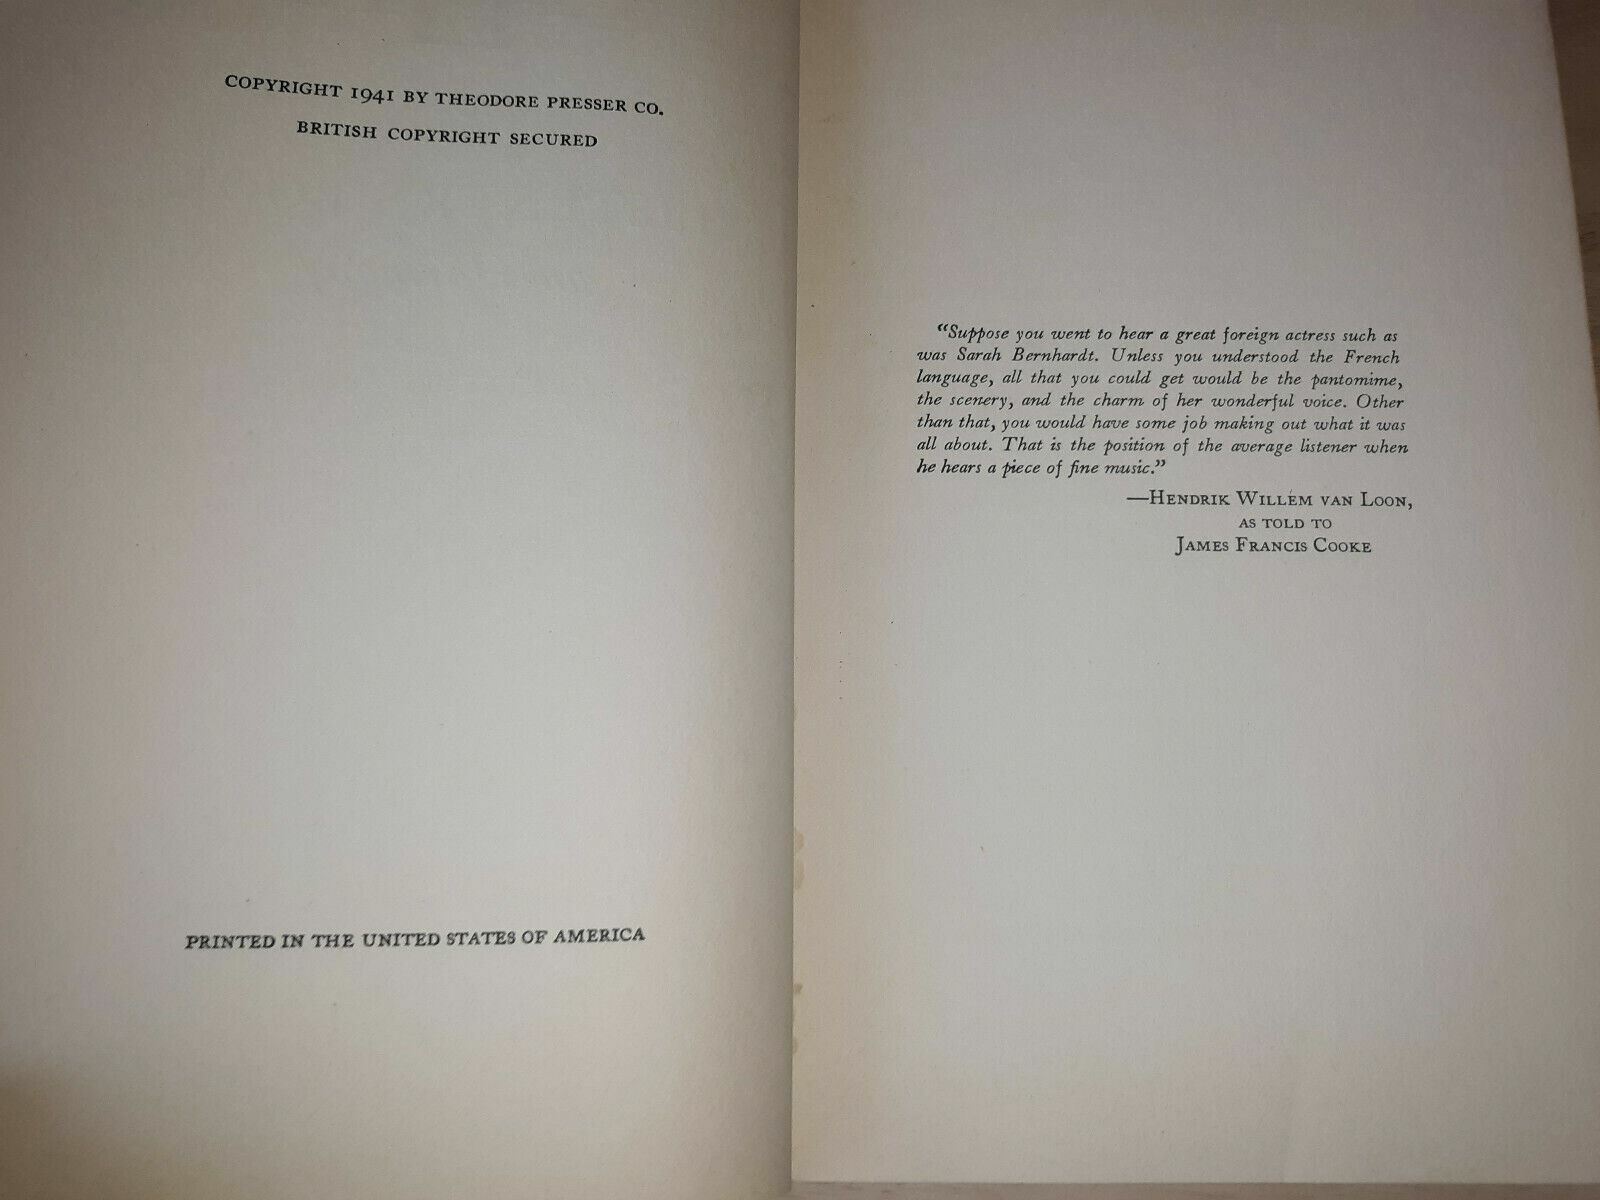 COPYRIGHT 1941 BY THEODORE PRESSER CO.
BRITISH COPYRIGHT SECURED
PRINTED IN THE UNITED STATES OF AMERICA
"Suppose you went to hear a great foreign actress such as
was Sarah Bernhardt. Unless you understood the French
language, all that you could get would be the pantomime,
the scenery, and the charm of her wonderful voice. Other
than that, you would have some job making out what it was
all about. That is the position of the average listener when
he hears a piece of fine music."
—HENDRIK WILLEM VAN LOON,
AS TOLD TO
JAMES FRANCIS COOKE